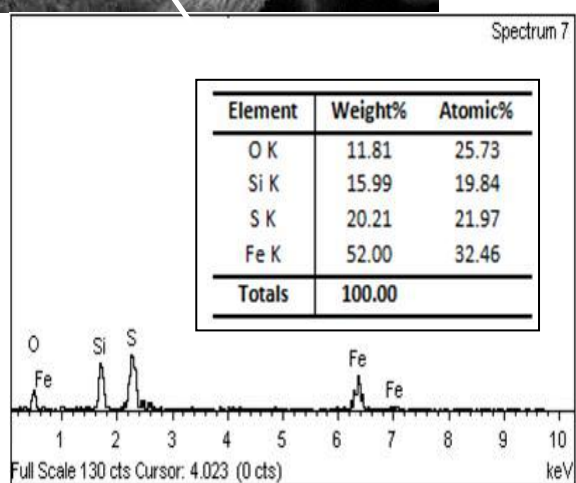 Spectrum 7
Element Weight% Atomic%
O K 11.81 25.73
Si K 15.99 19.84
S K 20.21 21.97
Fe K 52.00 32.46
Totals 100.00
O Si S Fe
Fe Fe
1 2 3 4 5 6 7 8 9 10
Full Scale 130 cts Cursor: 4.023 (0 cts) keV